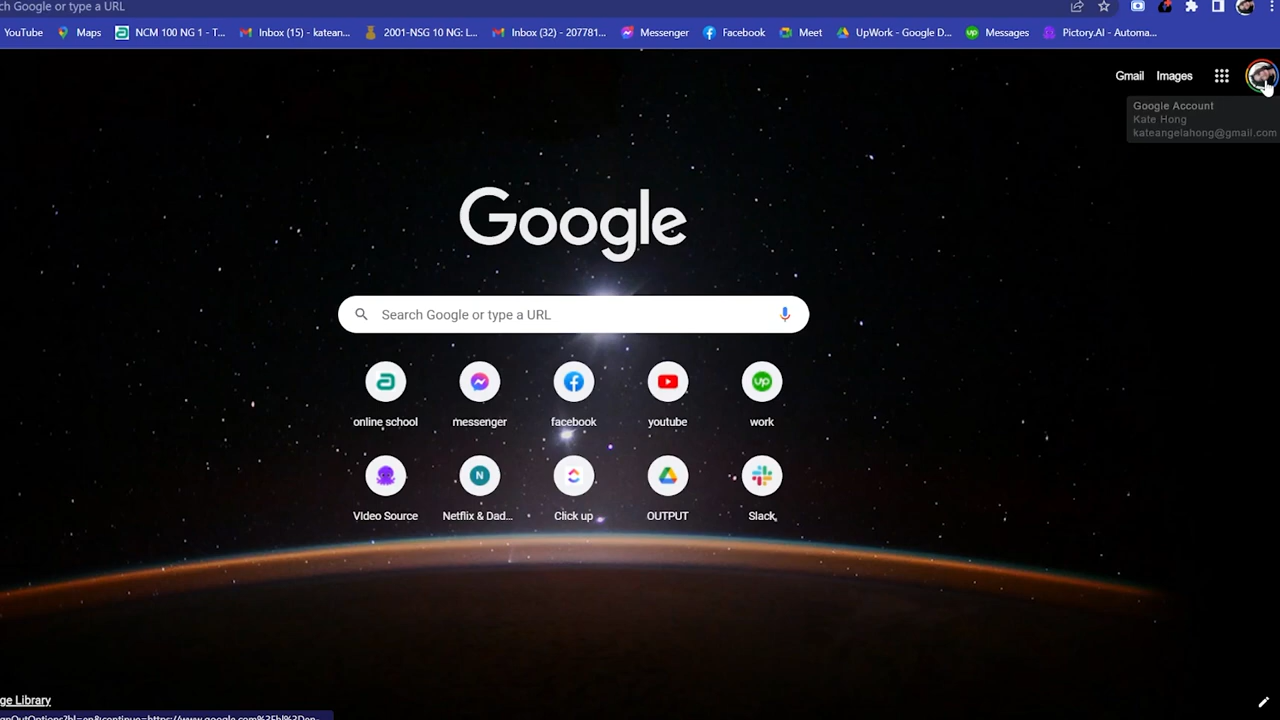 ch Google or type a URL
YouTube Maps NCM 100 NG 1 - T... Inbox (15) - katean... 2001-NSG 10 NG: L... Inbox (32) - 207781... Messenger Facebook Meet UpWork - Google D... Messages Pictory.AI - Automa...
Gmail Images
Google Account
Kate Hong
kateangelahong@gmail.com
Google
Search Google or type a URL
online school messenger facebook youtube work
up
N
Video Source Netflix & Dad... Click up OUTPUT Slack
ge Library